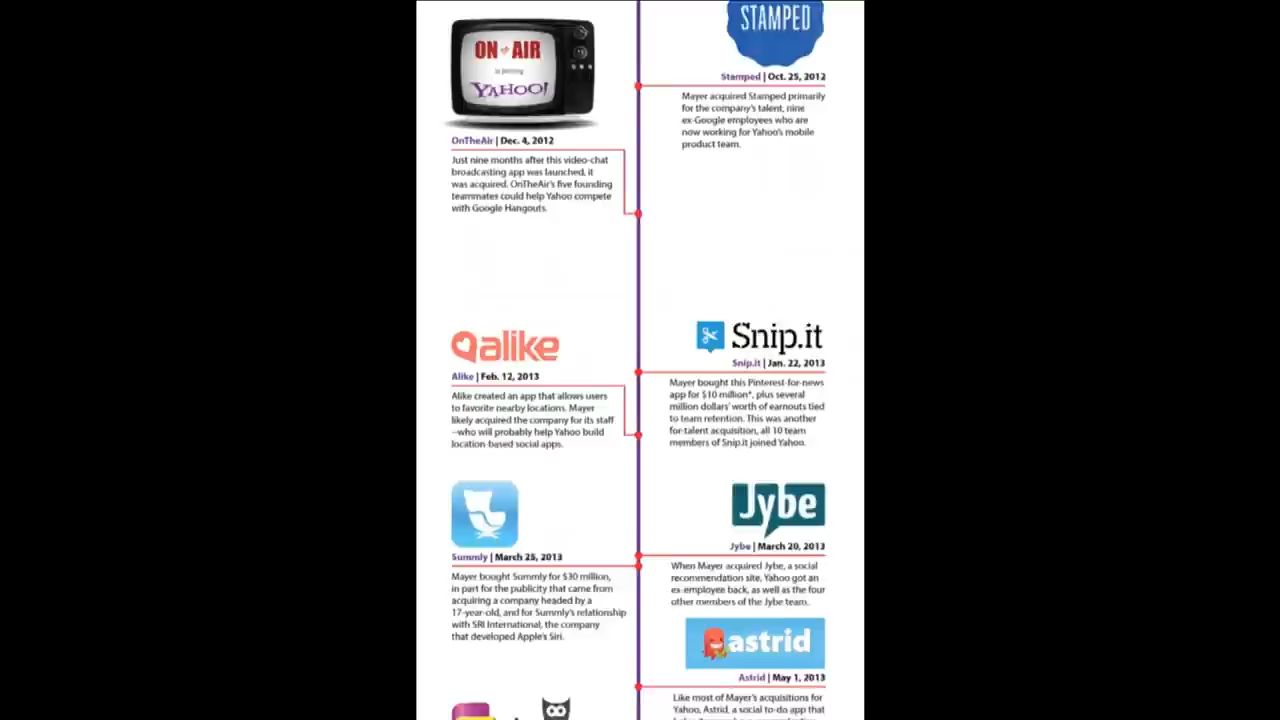 STAMPED
Stamped | Oct. 25, 2012
Mayer acquired Stamped primarily
for the company's talent, nine
ex-Google employees who are
now working for Yahoo's mobile
product team.
ON AIR
is joining
YAHOO!
OnTheAir | Dec. 4, 2012
Just nine months after this video-chat
broadcasting app was launched, it
was acquired. OnTheAir's five founding
teammates could help Yahoo compete
with Google Hangouts.
Snip.it
Snip.it | Jan. 22, 2013
Mayer bought this Pinterest-for-news
app for $10 million*, plus several
million dollars' worth of earnouts tied
to team retention. This was another
for-talent acquisition, all 10 team
members of Snip.it joined Yahoo.
alike
Alike | Feb. 12, 2013
Alike created an app that allows users
to favorite nearby locations. Mayer
likely acquired the company for its staff
—who will probably help Yahoo build
location-based social apps.
Jybe
Jybe | March 20, 2013
When Mayer acquired Jybe, a social
recommendation site, Yahoo got an
ex-employee back, as well as the four
other members of the Jybe team.
Summly | March 25, 2013
Mayer bought Summly for $30 million,
in part for the publicity that came from
acquiring a company headed by a
17-year-old, and for Summly's relationship
with SRI International, the company
that developed Apple's Siri.
astrid
Astrid | May 1, 2013
Like most of Mayer's acquisitions for
Yahoo, Astrid, a social to-do app that